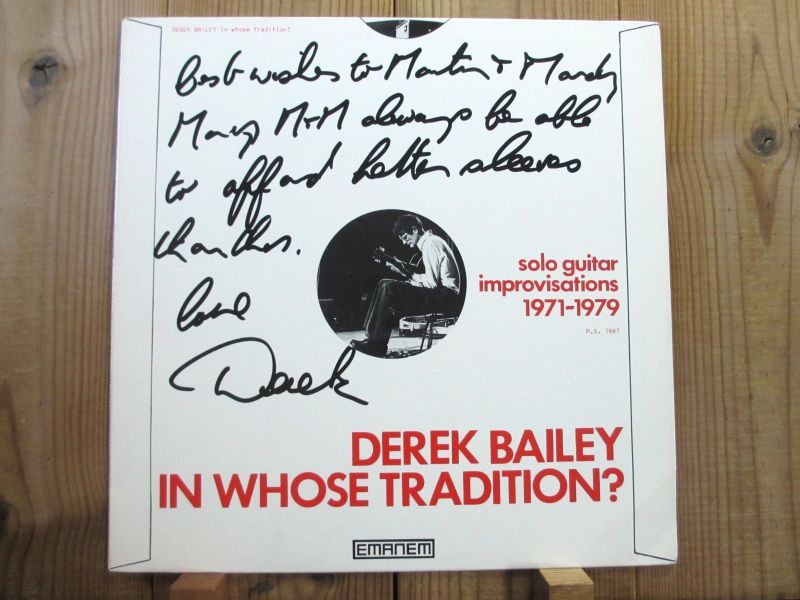 DEREK BAILEY in whose tradition?
best wishes to Martin + Mandy
May M+M always be able
to afford better sleeves
than this.
love
Derek
solo guitar
improvisations
1971-1979
P.S. 1987
DEREK BAILEY
IN WHOSE TRADITION?
EMANEM